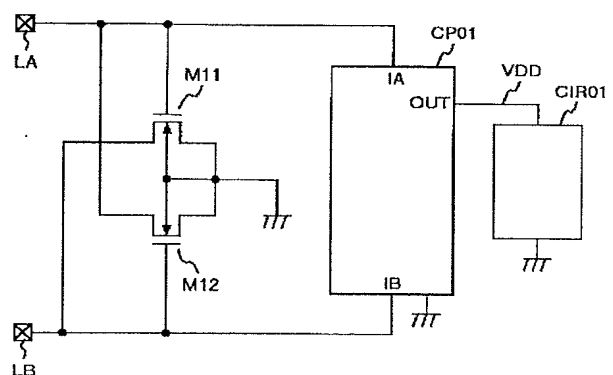 LA
M11
M12
LB
CP01
IA
OUT
IB
VDD
CIR01